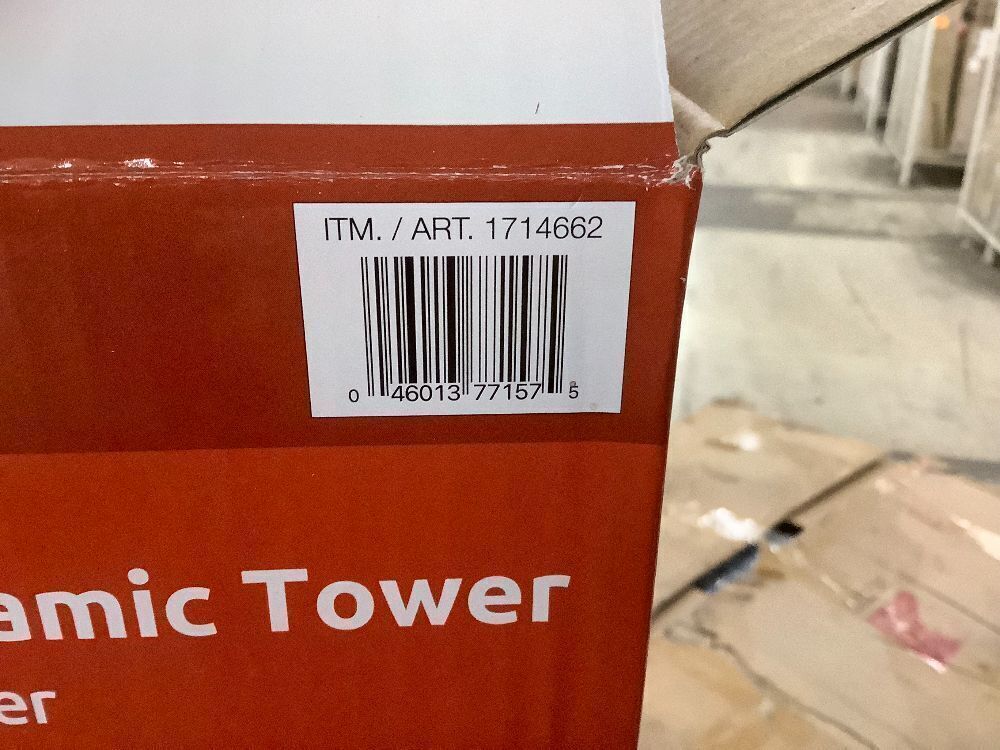 ITM. / ART. 1714662
0 46013 77157 5
amic Tower
er